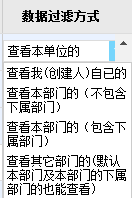 数据过滤方式
查看本单位的
查看我(创建人)自已的
查看本部门的（不包含
下属部门）
查看本部门的（包含下
属部门）
查看其它部门的(默认
本部门及本部门的下属
部门的也能查看)